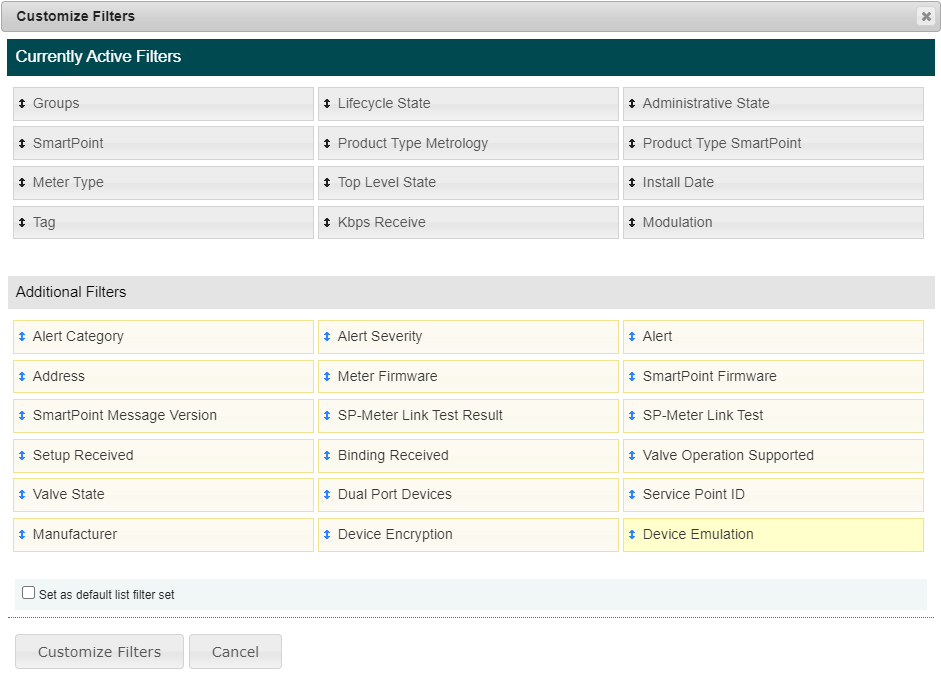 Customize Filters
Currently Active Filters
Groups
Lifecycle State
Administrative State
SmartPoint
Product Type Metrology
Product Type SmartPoint
Meter Type
Top Level State
Install Date
Tag
Kbps Receive
Modulation
Additional Filters
Alert Category
Alert Severity
Alert
Address
Meter Firmware
SmartPoint Firmware
SmartPoint Message Version
SP-Meter Link Test Result
SP-Meter Link Test
Setup Received
Binding Received
Valve Operation Supported
Valve State
Dual Port Devices
Service Point ID
Manufacturer
Device Encryption
Device Emulation
Set as default list filter set
Customize Filters
Cancel